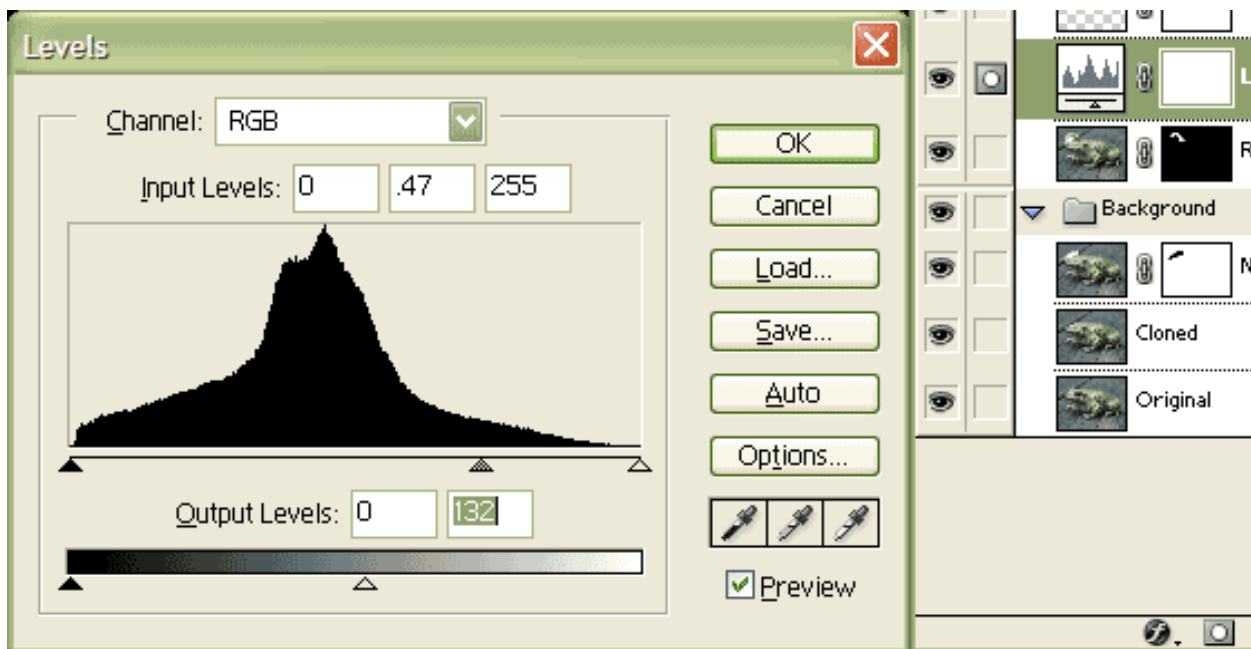 Levels
Channel: RGB
Input Levels: 0 .47 255
Output Levels: 0 132
OK
Cancel
Load...
Save...
Auto
Options...
Preview
L
R
Background
N
Cloned
Original